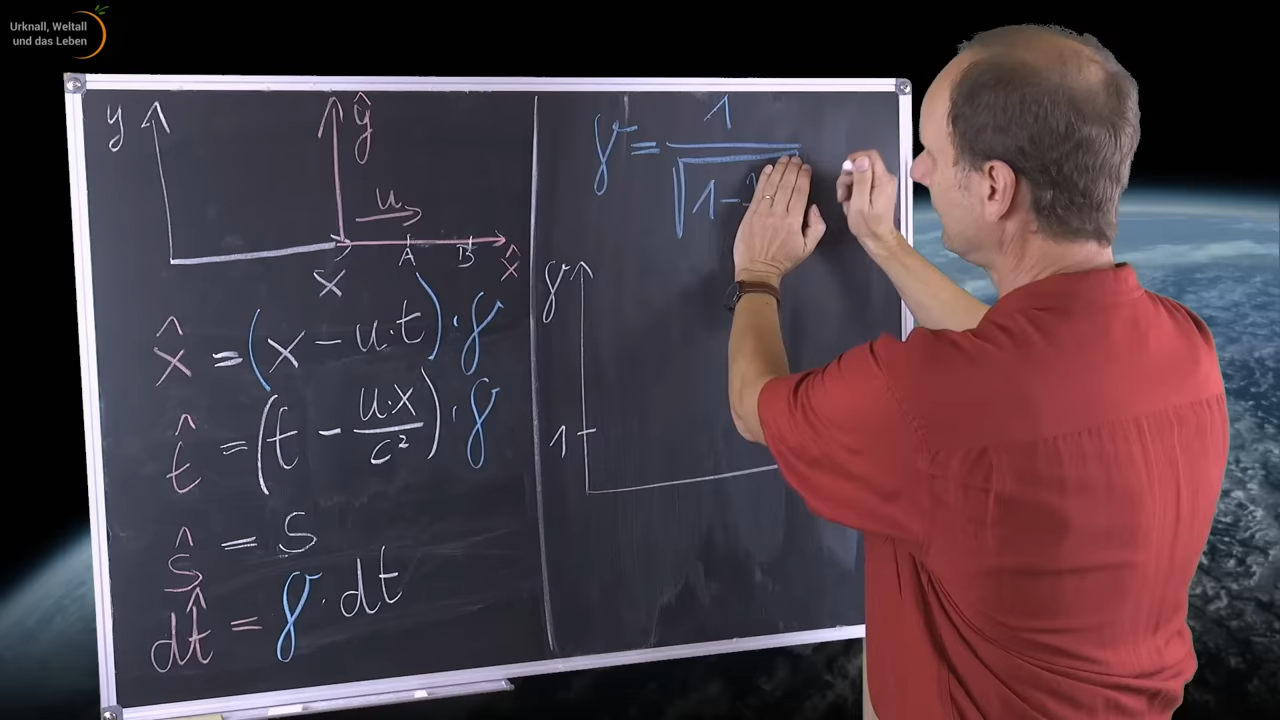 Urknall, Weltall
und das Leben
y
ŷ
u
x
A
B
x̂
x̂ = (x - u·t)·γ
t̂ = (t - u·x/c²)·γ
ŝ = s
dt̂ = γ·dt
γ = 1/√1-
γ
1